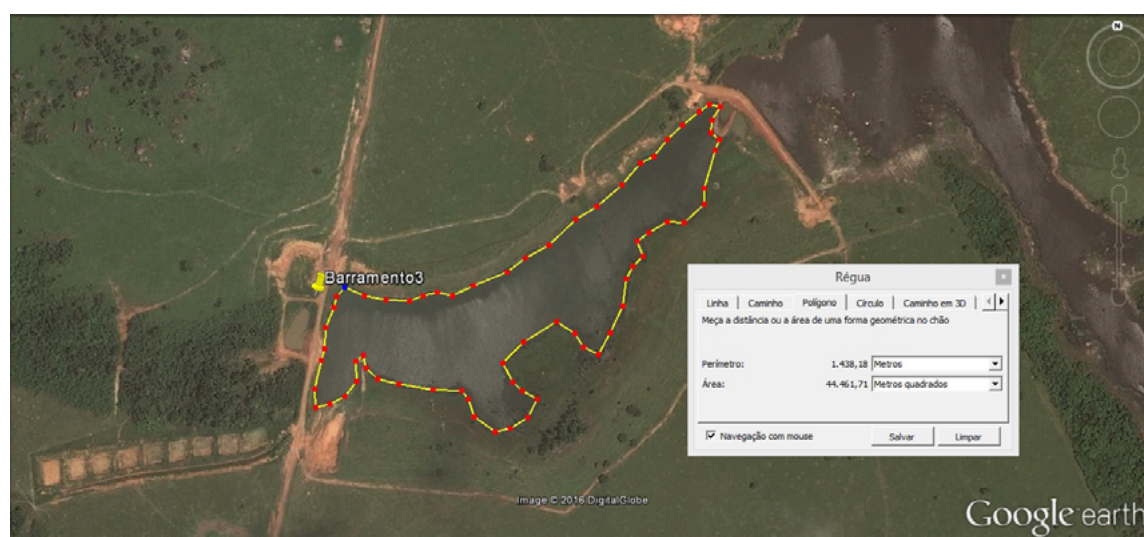 N
Barramento3
Régua
Linha Caminho Polígono Círculo Caminho em 3D
Meça a distância ou a área de uma forma geométrica no chão
Perímetro: 1.438,18 Metros
Área: 44.461,71 Metros quadrados
Navegação com mouse Salvar Limpar
Image © 2016 DigitalGlobe
Google earth